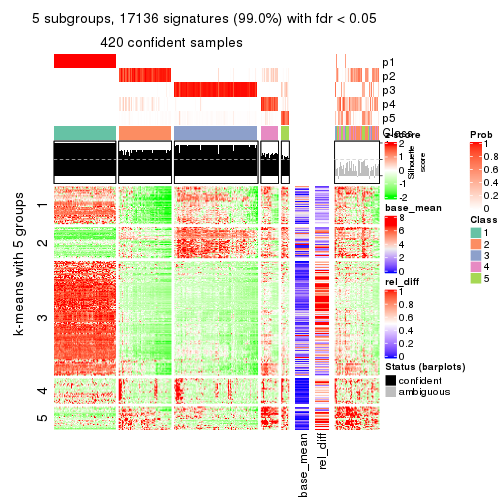 5 subgroups, 17136 signatures (99.0%) with fdr < 0.05
420 confident samples
p1
p2
p3
p4
p5
Class
Silhouette
score
k-means with 5 groups
1
2
3
4
5
base_mean
rel_diff
z-score
2
1
0
-1
-2
base_mean
8
6
4
2
0
rel_diff
1
0.8
0.6
0.4
0.2
0
Status (barplots)
confident
ambiguous
Prob
1
0.8
0.6
0.4
0.2
0
Class
1
2
3
4
5